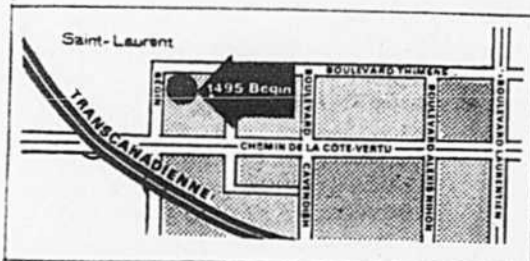 Saint-Laurent
BOULEVARD THIMENS
1495 Begin
BEGIN
TRANSCANADIENNE
CHEMIN DE LA CÔTE-VERTU
BOULEVARD CAVENDISH
BOULEVARD ALEXIS NIHON
BOULEVARD LAURENTIEN